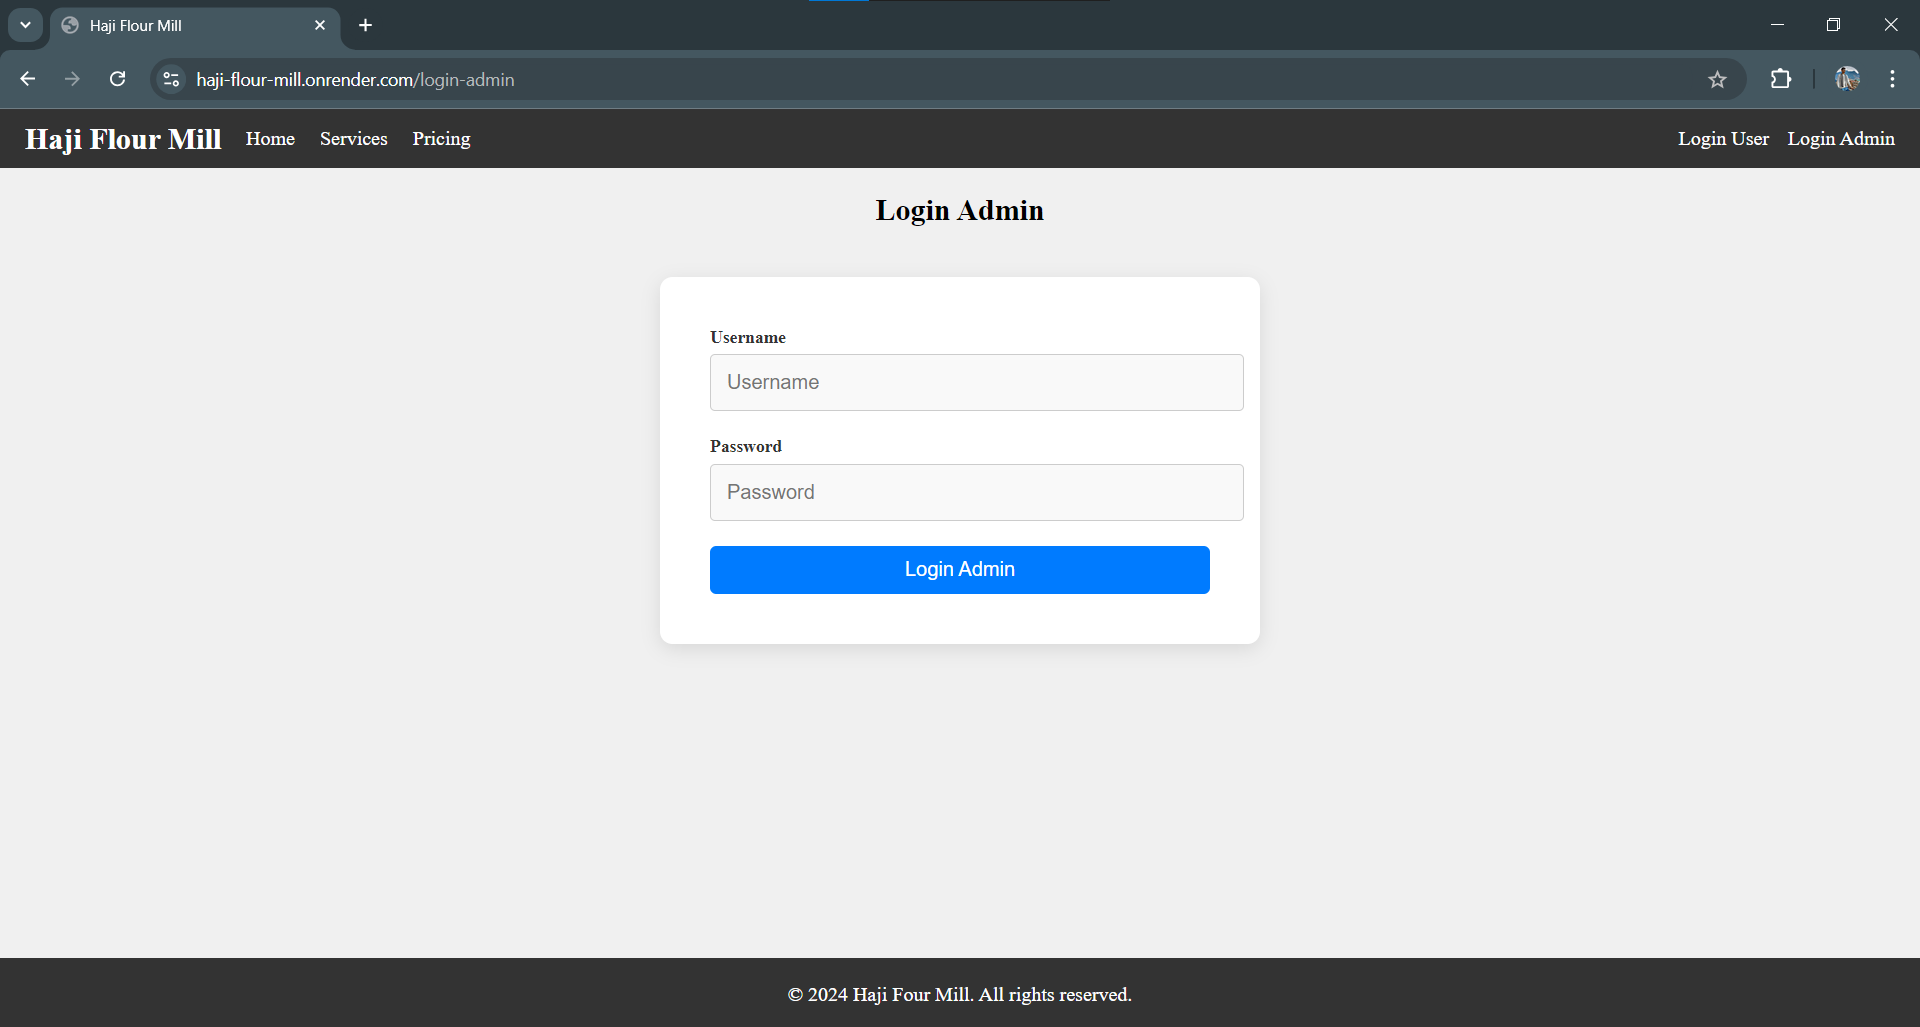 Haji Flour Mill
haji-flour-mill.onrender.com/login-admin
Haji Flour Mill Home Services Pricing Login User Login Admin
Login Admin
Username
Username
Password
Password
Login Admin
© 2024 Haji Four Mill. All rights reserved.